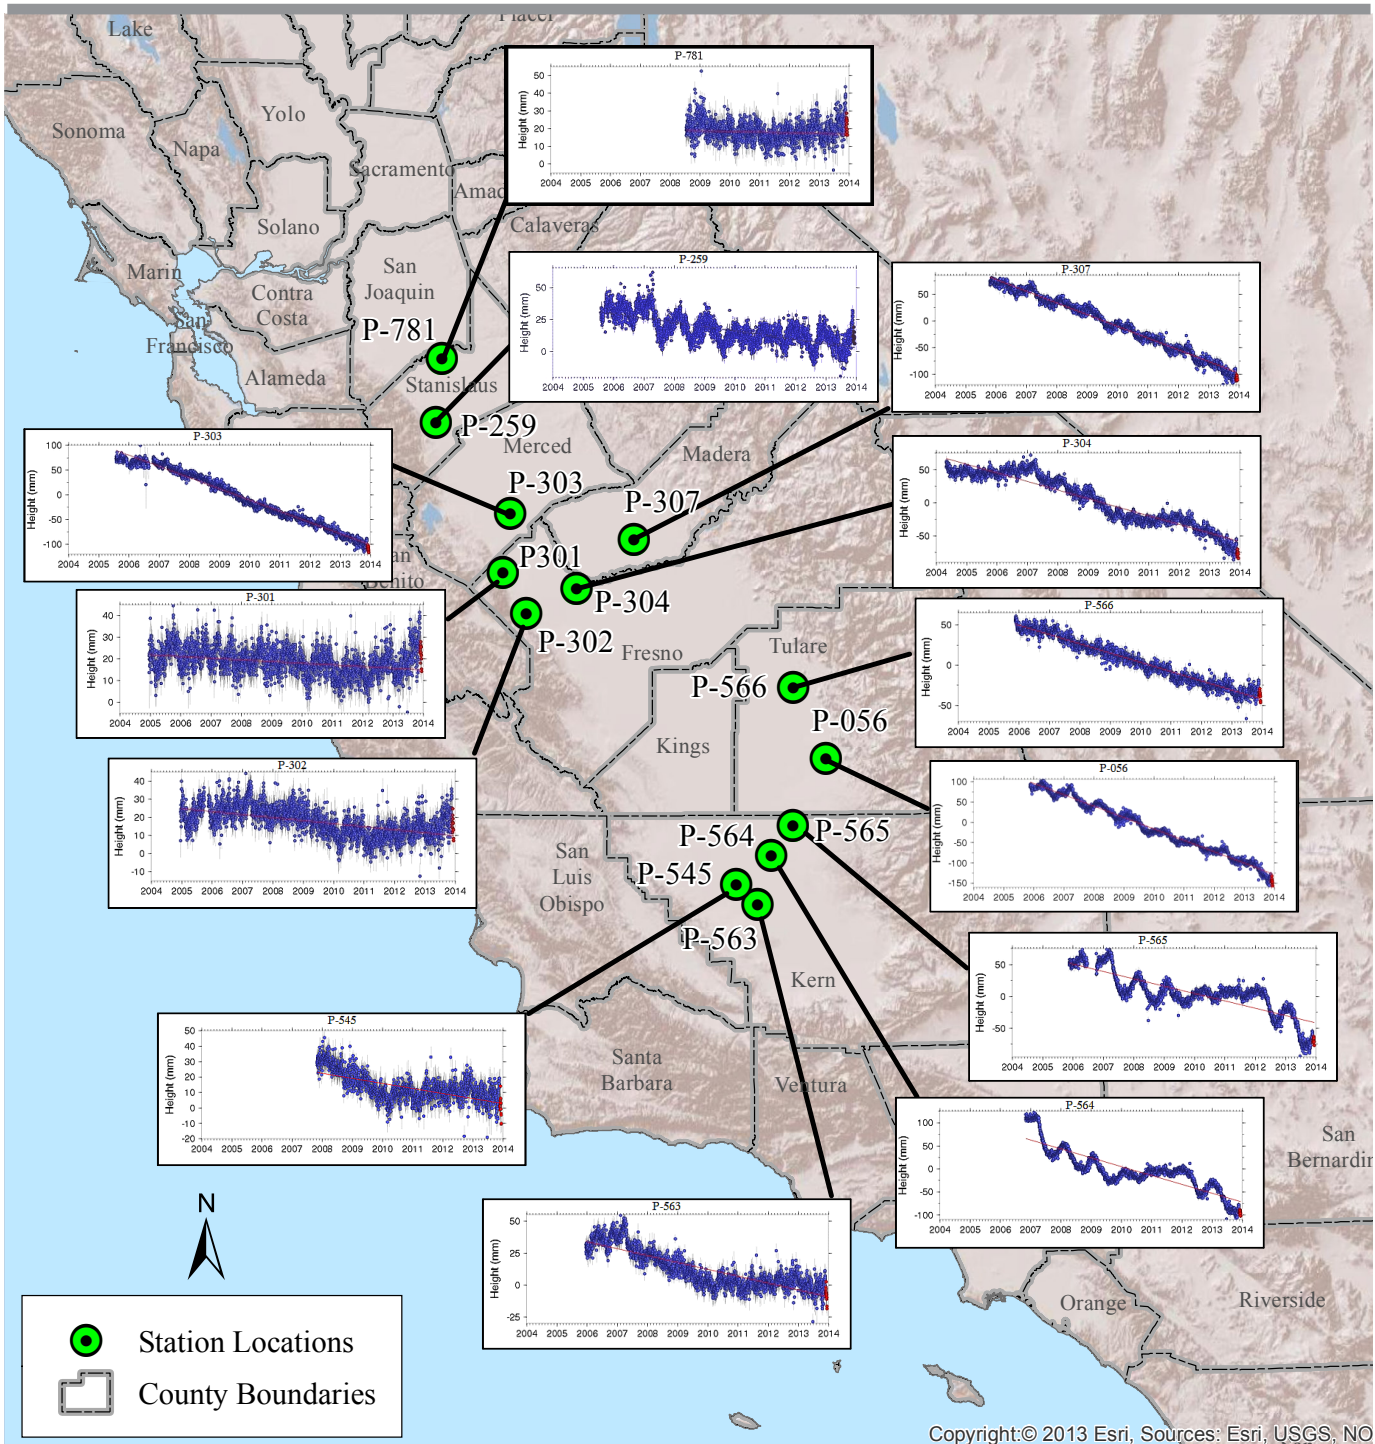 Placer
Lake
Sonoma
Napa
Yolo
Sacramento
Amad
Solano
Calaveras
Marin
San
Joaquin
Contra
Costa
San
Francisco
Alameda
Stanislaus
Merced
Madera
San
Benito
Fresno
Tulare
Kings
San
Luis
Obispo
Kern
Santa
Barbara
Ventura
San
Bernardin
Orange
Riverside
P-781
P-259
P-303
P-307
P301
P-304
P-302
P-566
P-056
P-564
P-565
P-545
P-563
P-781
Height (mm)
50
40
30
20
10
0
2004 2005 2006 2007 2008 2009 2010 2011 2012 2013 2014
P-259
Height (mm)
50
25
0
2004 2005 2006 2007 2008 2009 2010 2011 2012 2013 2014
P-307
Height (mm)
50
0
-50
-100
2004 2005 2006 2007 2008 2009 2010 2011 2012 2013 2014
P-303
Height (mm)
100
50
0
-50
-100
2004 2005 2006 2007 2008 2009 2010 2011 2012 2013 2014
P-304
Height (mm)
50
0
-50
2004 2005 2006 2007 2008 2009 2010 2011 2012 2013 2014
P-301
Height (mm)
40
30
20
10
0
2004 2005 2006 2007 2008 2009 2010 2011 2012 2013 2014
P-566
Height (mm)
50
0
-50
2004 2005 2006 2007 2008 2009 2010 2011 2012 2013 2014
P-302
Height (mm)
40
30
20
10
0
-10
2004 2005 2006 2007 2008 2009 2010 2011 2012 2013 2014
P-056
Height (mm)
100
50
0
-50
-100
-150
2004 2005 2006 2007 2008 2009 2010 2011 2012 2013 2014
P-565
Height (mm)
50
0
-50
2004 2005 2006 2007 2008 2009 2010 2011 2012 2013 2014
P-545
Height (mm)
50
40
30
20
10
0
-10
-20
2004 2005 2006 2007 2008 2009 2010 2011 2012 2013 2014
P-564
Height (mm)
100
50
0
-50
-100
2004 2005 2006 2007 2008 2009 2010 2011 2012 2013 2014
P-563
Height (mm)
50
25
0
-25
2004 2005 2006 2007 2008 2009 2010 2011 2012 2013 2014
N
Station Locations
County Boundaries
Copyright:© 2013 Esri, Sources: Esri, USGS, NO